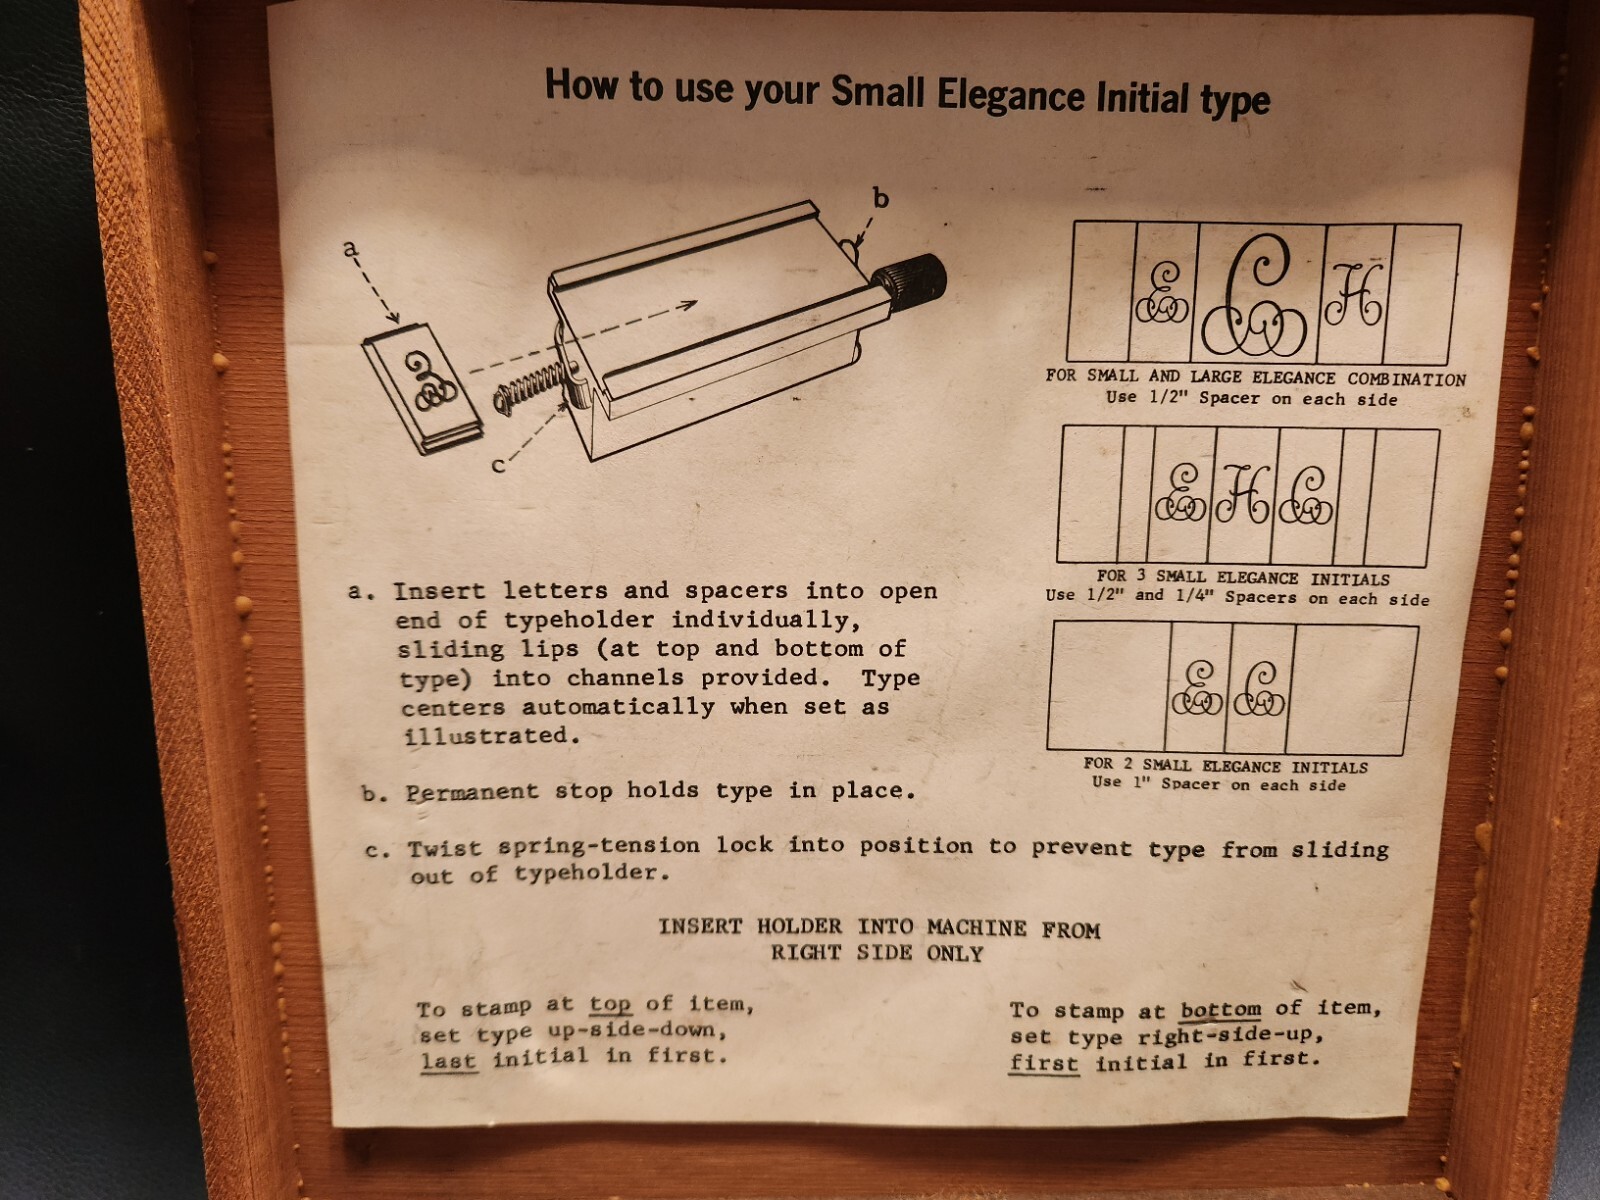 How to use your Small Elegance Initial type
a
b
c
E C H
FOR SMALL AND LARGE ELEGANCE COMBINATION
Use 1/2" Spacer on each side
E H C
FOR 3 SMALL ELEGANCE INITIALS
Use 1/2" and 1/4" Spacers on each side
E C
FOR 2 SMALL ELEGANCE INITIALS
Use 1" Spacer on each side
a. Insert letters and spacers into open
end of typeholder individually,
sliding lips (at top and bottom of
type) into channels provided. Type
centers automatically when set as
illustrated.
b. Permanent stop holds type in place.
c. Twist spring-tension lock into position to prevent type from sliding
out of typeholder.
INSERT HOLDER INTO MACHINE FROM
RIGHT SIDE ONLY
To stamp at top of item,
set type up-side-down,
last initial in first.
To stamp at bottom of item,
set type right-side-up,
first initial in first.